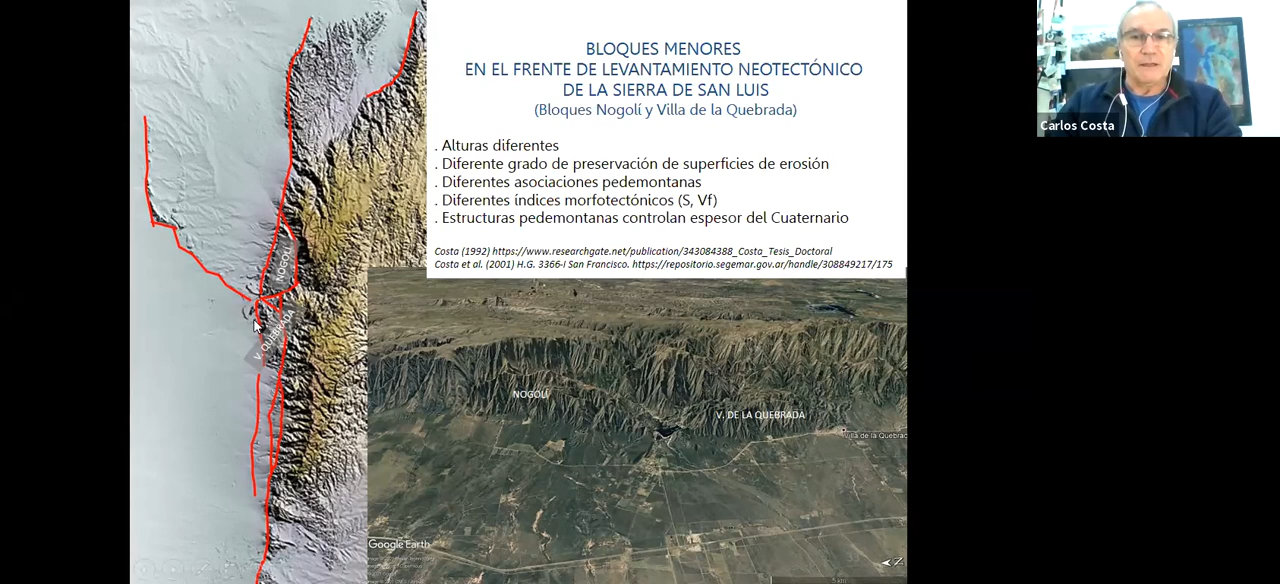 BLOQUES MENORES
EN EL FRENTE DE LEVANTAMIENTO NEOTECTÓNICO
DE LA SIERRA DE SAN LUIS
(Bloques Nogolí y Villa de la Quebrada)
. Alturas diferentes
. Diferente grado de preservación de superficies de erosión
. Diferentes asociaciones pedemontanas
. Diferentes índices morfotectónicos (S, Vf)
. Estructuras pedemontanas controlan espesor del Cuaternario
Costa (1992) https://www.researchgate.net/publication/343084388_Costa_Tesis_Doctoral
Costa et al. (2001) H.G. 3366-I San Francisco. https://repositorio.segemar.gov.ar/handle/308849217/175
Carlos Costa
NOGOLÍ
V. QUEBRADA
NOGOLÍ
V. DE LA QUEBRADA
Villa de la Quebrac
Google Earth
Z